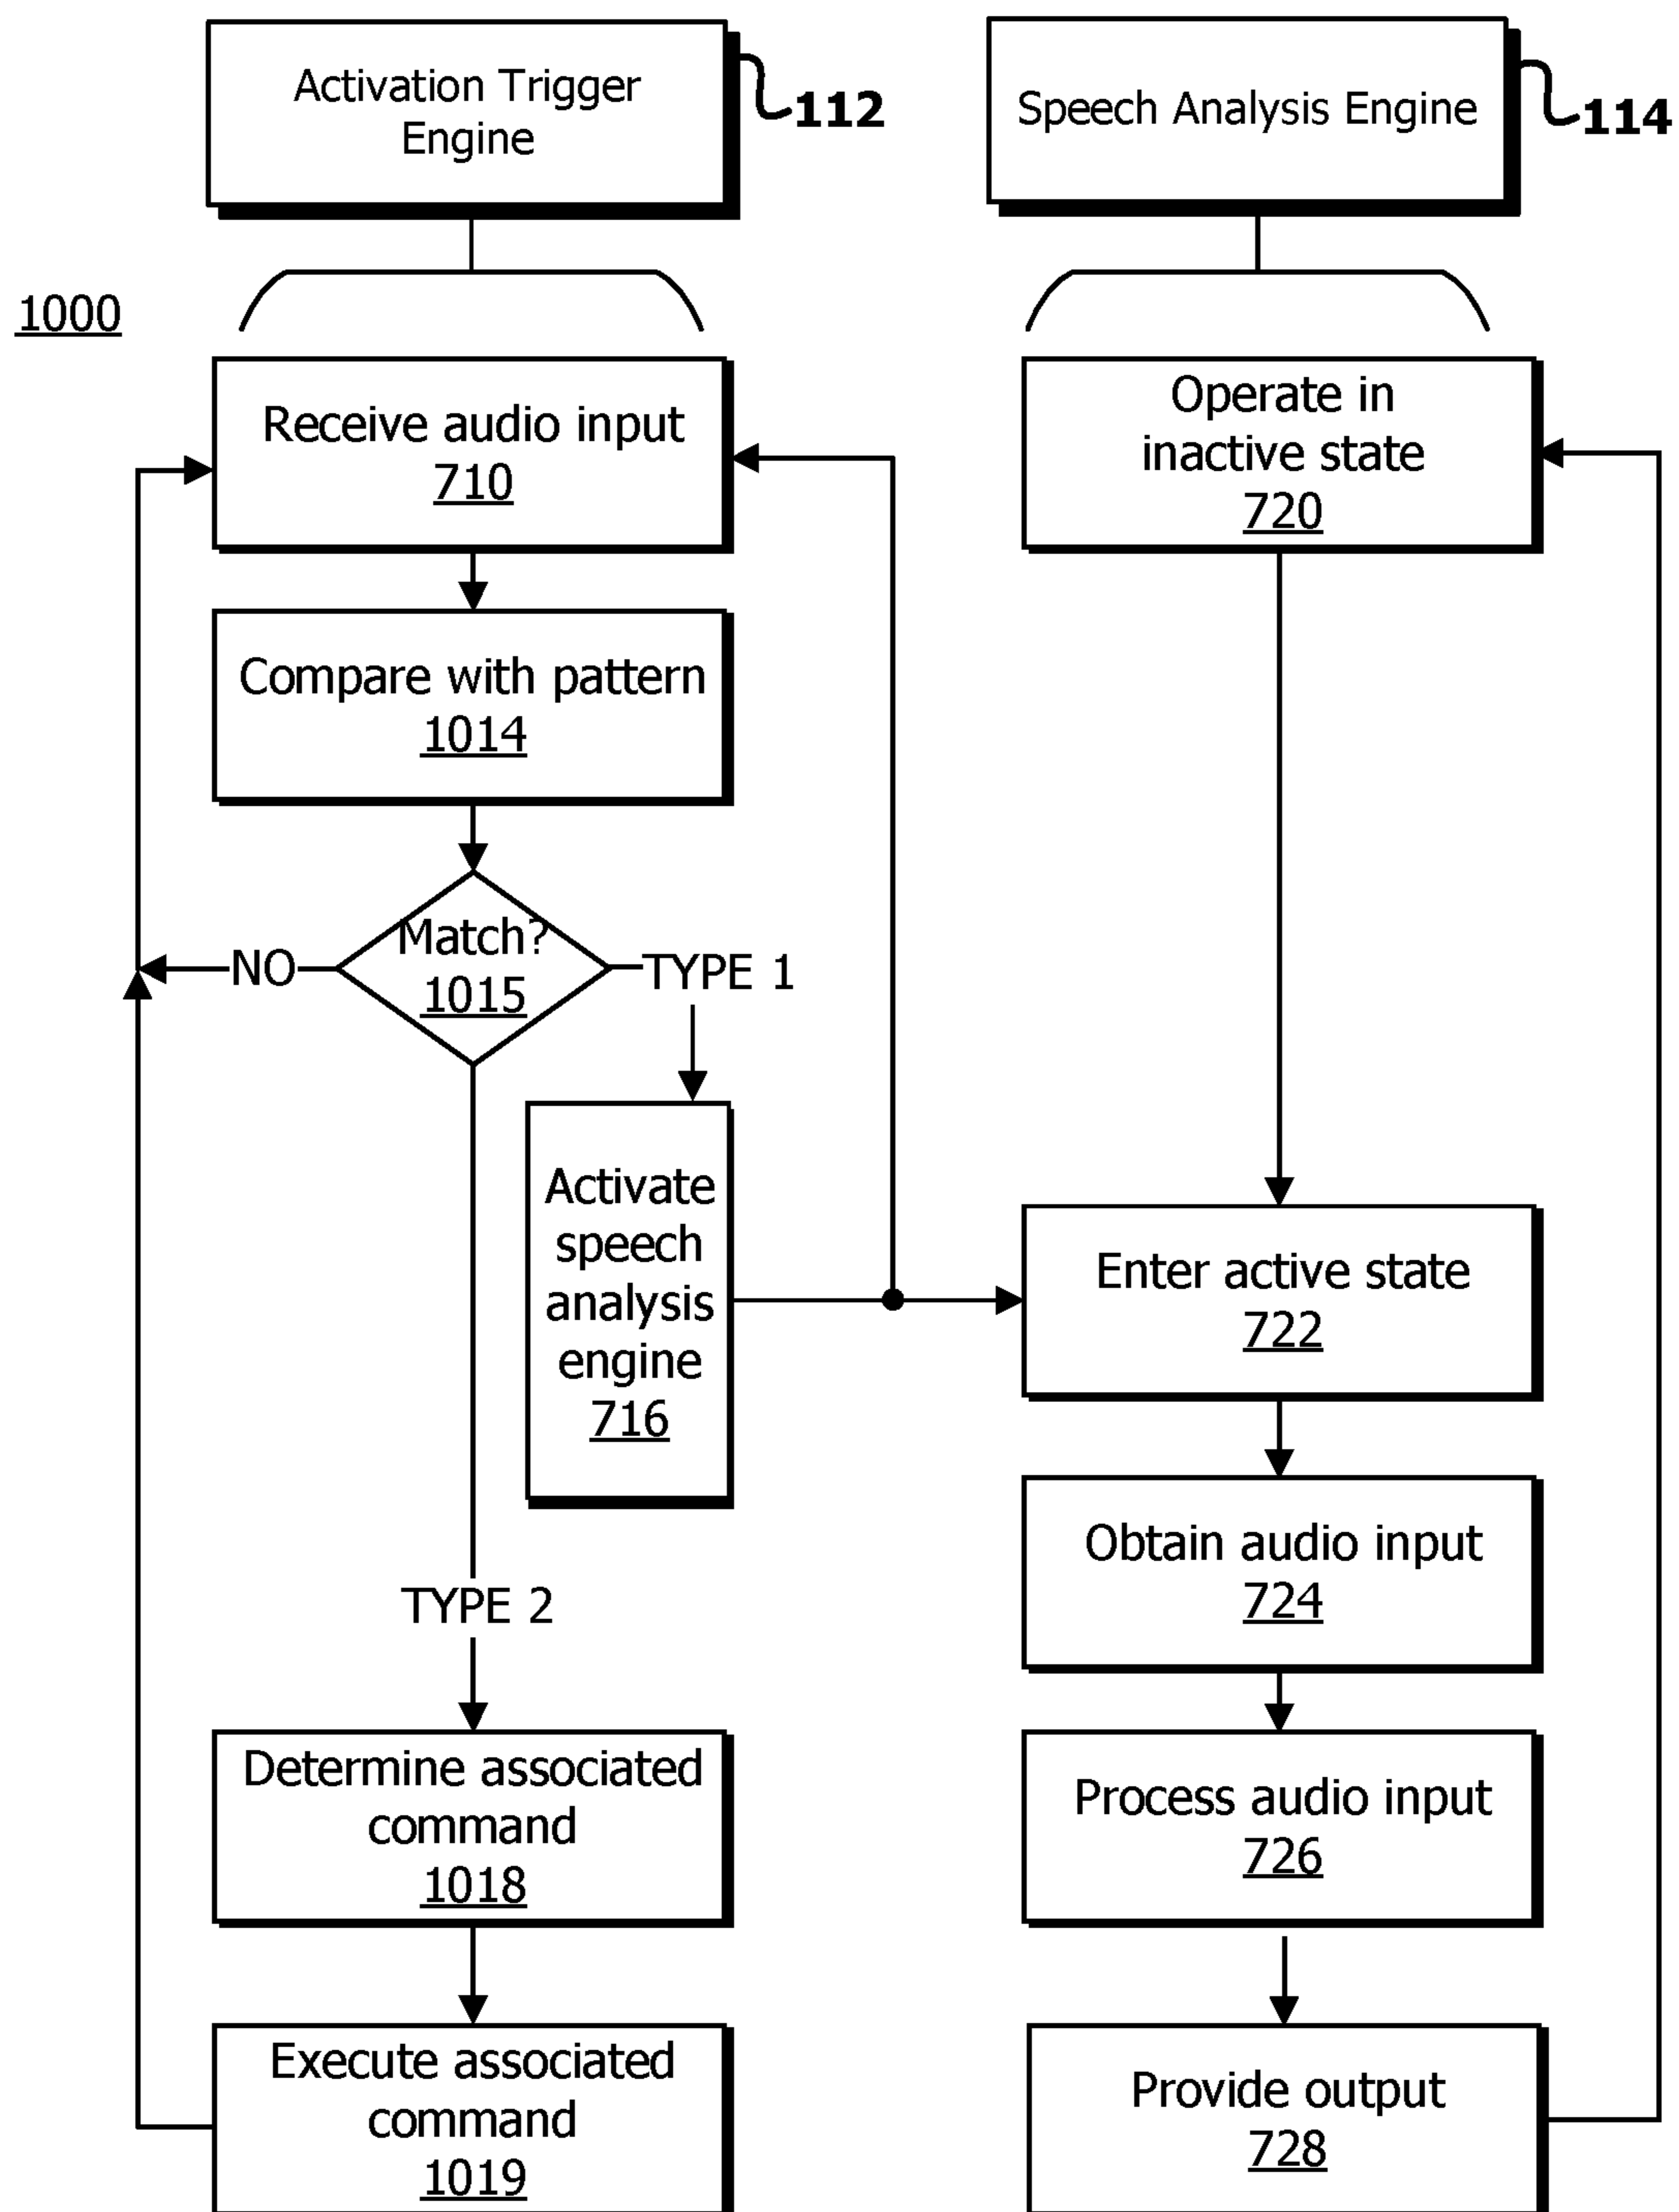 Activation Trigger
Engine
112
Speech Analysis Engine
114
1000
Receive audio input
710
Operate in
inactive state
720
Compare with pattern
1014
Match?
1015
NO
TYPE 1
Activate
speech
analysis
engine
716
Enter active state
722
Obtain audio input
724
TYPE 2
Determine associated
command
1018
Process audio input
726
Execute associated
command
1019
Provide output
728